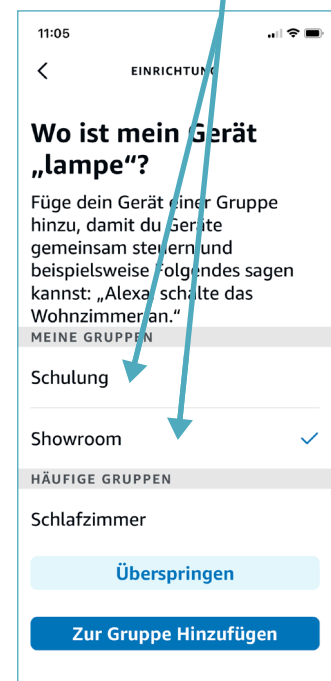 11:05
EINRICHTUNG
Wo ist mein Gerät
„lampe“?
Füge dein Gerät einer Gruppe
hinzu, damit du Geräte
gemeinsam steuern und
beispielsweise Folgendes sagen
kannst: „Alexa, schalte das
Wohnzimmer an.“
MEINE GRUPPEN
Schulung
Showroom
HÄUFIGE GRUPPEN
Schlafzimmer
Überspringen
Zur Gruppe Hinzufügen